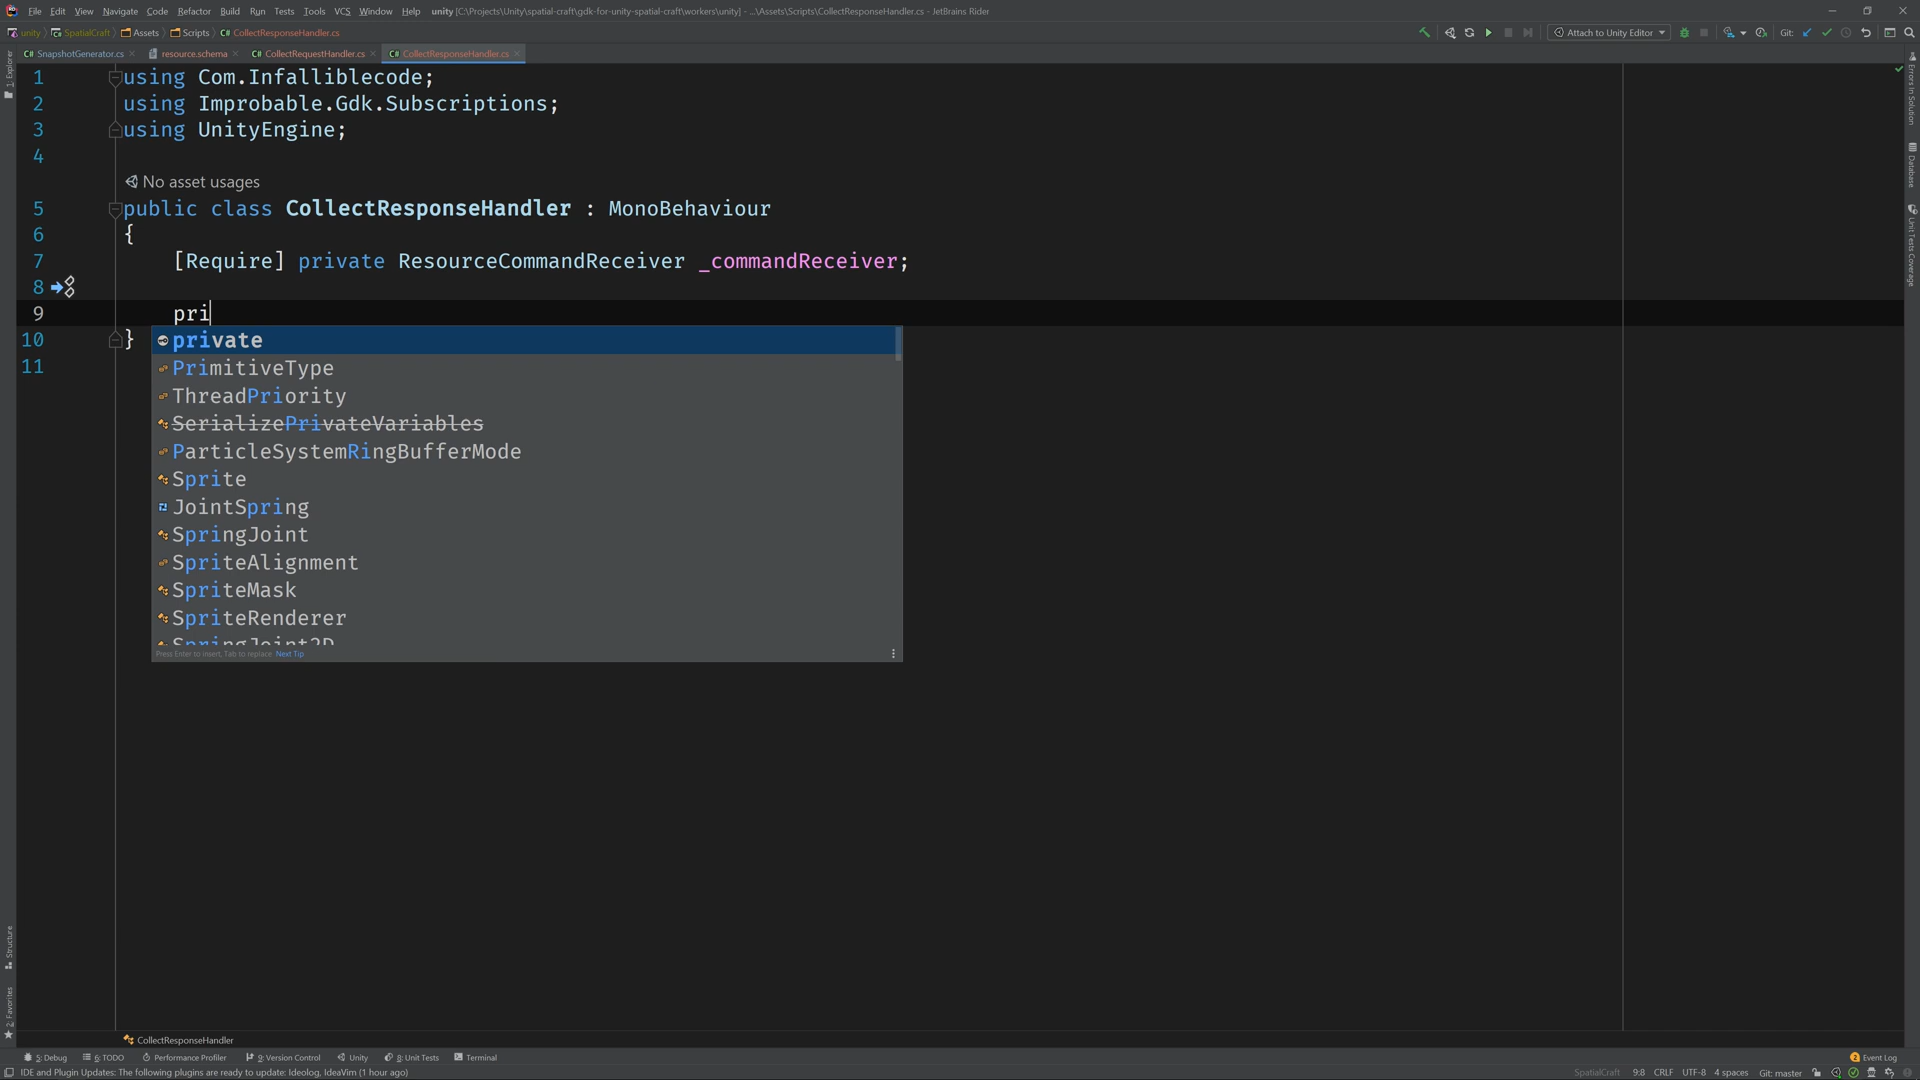 File Edit View Navigate Code Refactor Build Run Tests Tools VCS Window Help unity [C:\Projects\Unity\spatial-craft\gdk-for-unity-spatial-craft\workers\unity] - ...\Assets\Scripts\CollectResponseHandler.cs - JetBrains Rider
unity SpatialCraft Assets Scripts C# CollectResponseHandler.cs Attach to Unity Editor Git:
C# SnapshotGenerator.cs resource.schema C# CollectRequestHandler.cs C# CollectResponseHandler.cs
1: Explorer
Errors In Solution
Database
Unit Tests Coverage
1 using Com.Infalliblecode;
2 using Improbable.Gdk.Subscriptions;
3 using UnityEngine;
4
No asset usages
5 public class CollectResponseHandler : MonoBehaviour
6 {
7 [Require] private ResourceCommandReceiver _commandReceiver;
8
9 pri
10 }
11
private
PrimitiveType
ThreadPriority
SerializePrivateVariables
ParticleSystemRingBufferMode
Sprite
JointSpring
SpringJoint
SpriteAlignment
SpriteMask
SpriteRenderer
SpringJoint2D
Press Enter to insert, Tab to replace Next Tip
Structure
2: Favorites
CollectResponseHandler
5: Debug 6: TODO Performance Profiler 9: Version Control Unity 8: Unit Tests Terminal 2 Event Log
IDE and Plugin Updates: The following plugins are ready to update: Ideolog, IdeaVim (1 hour ago) SpatialCraft 9:8 CRLF UTF-8 4 spaces Git: master